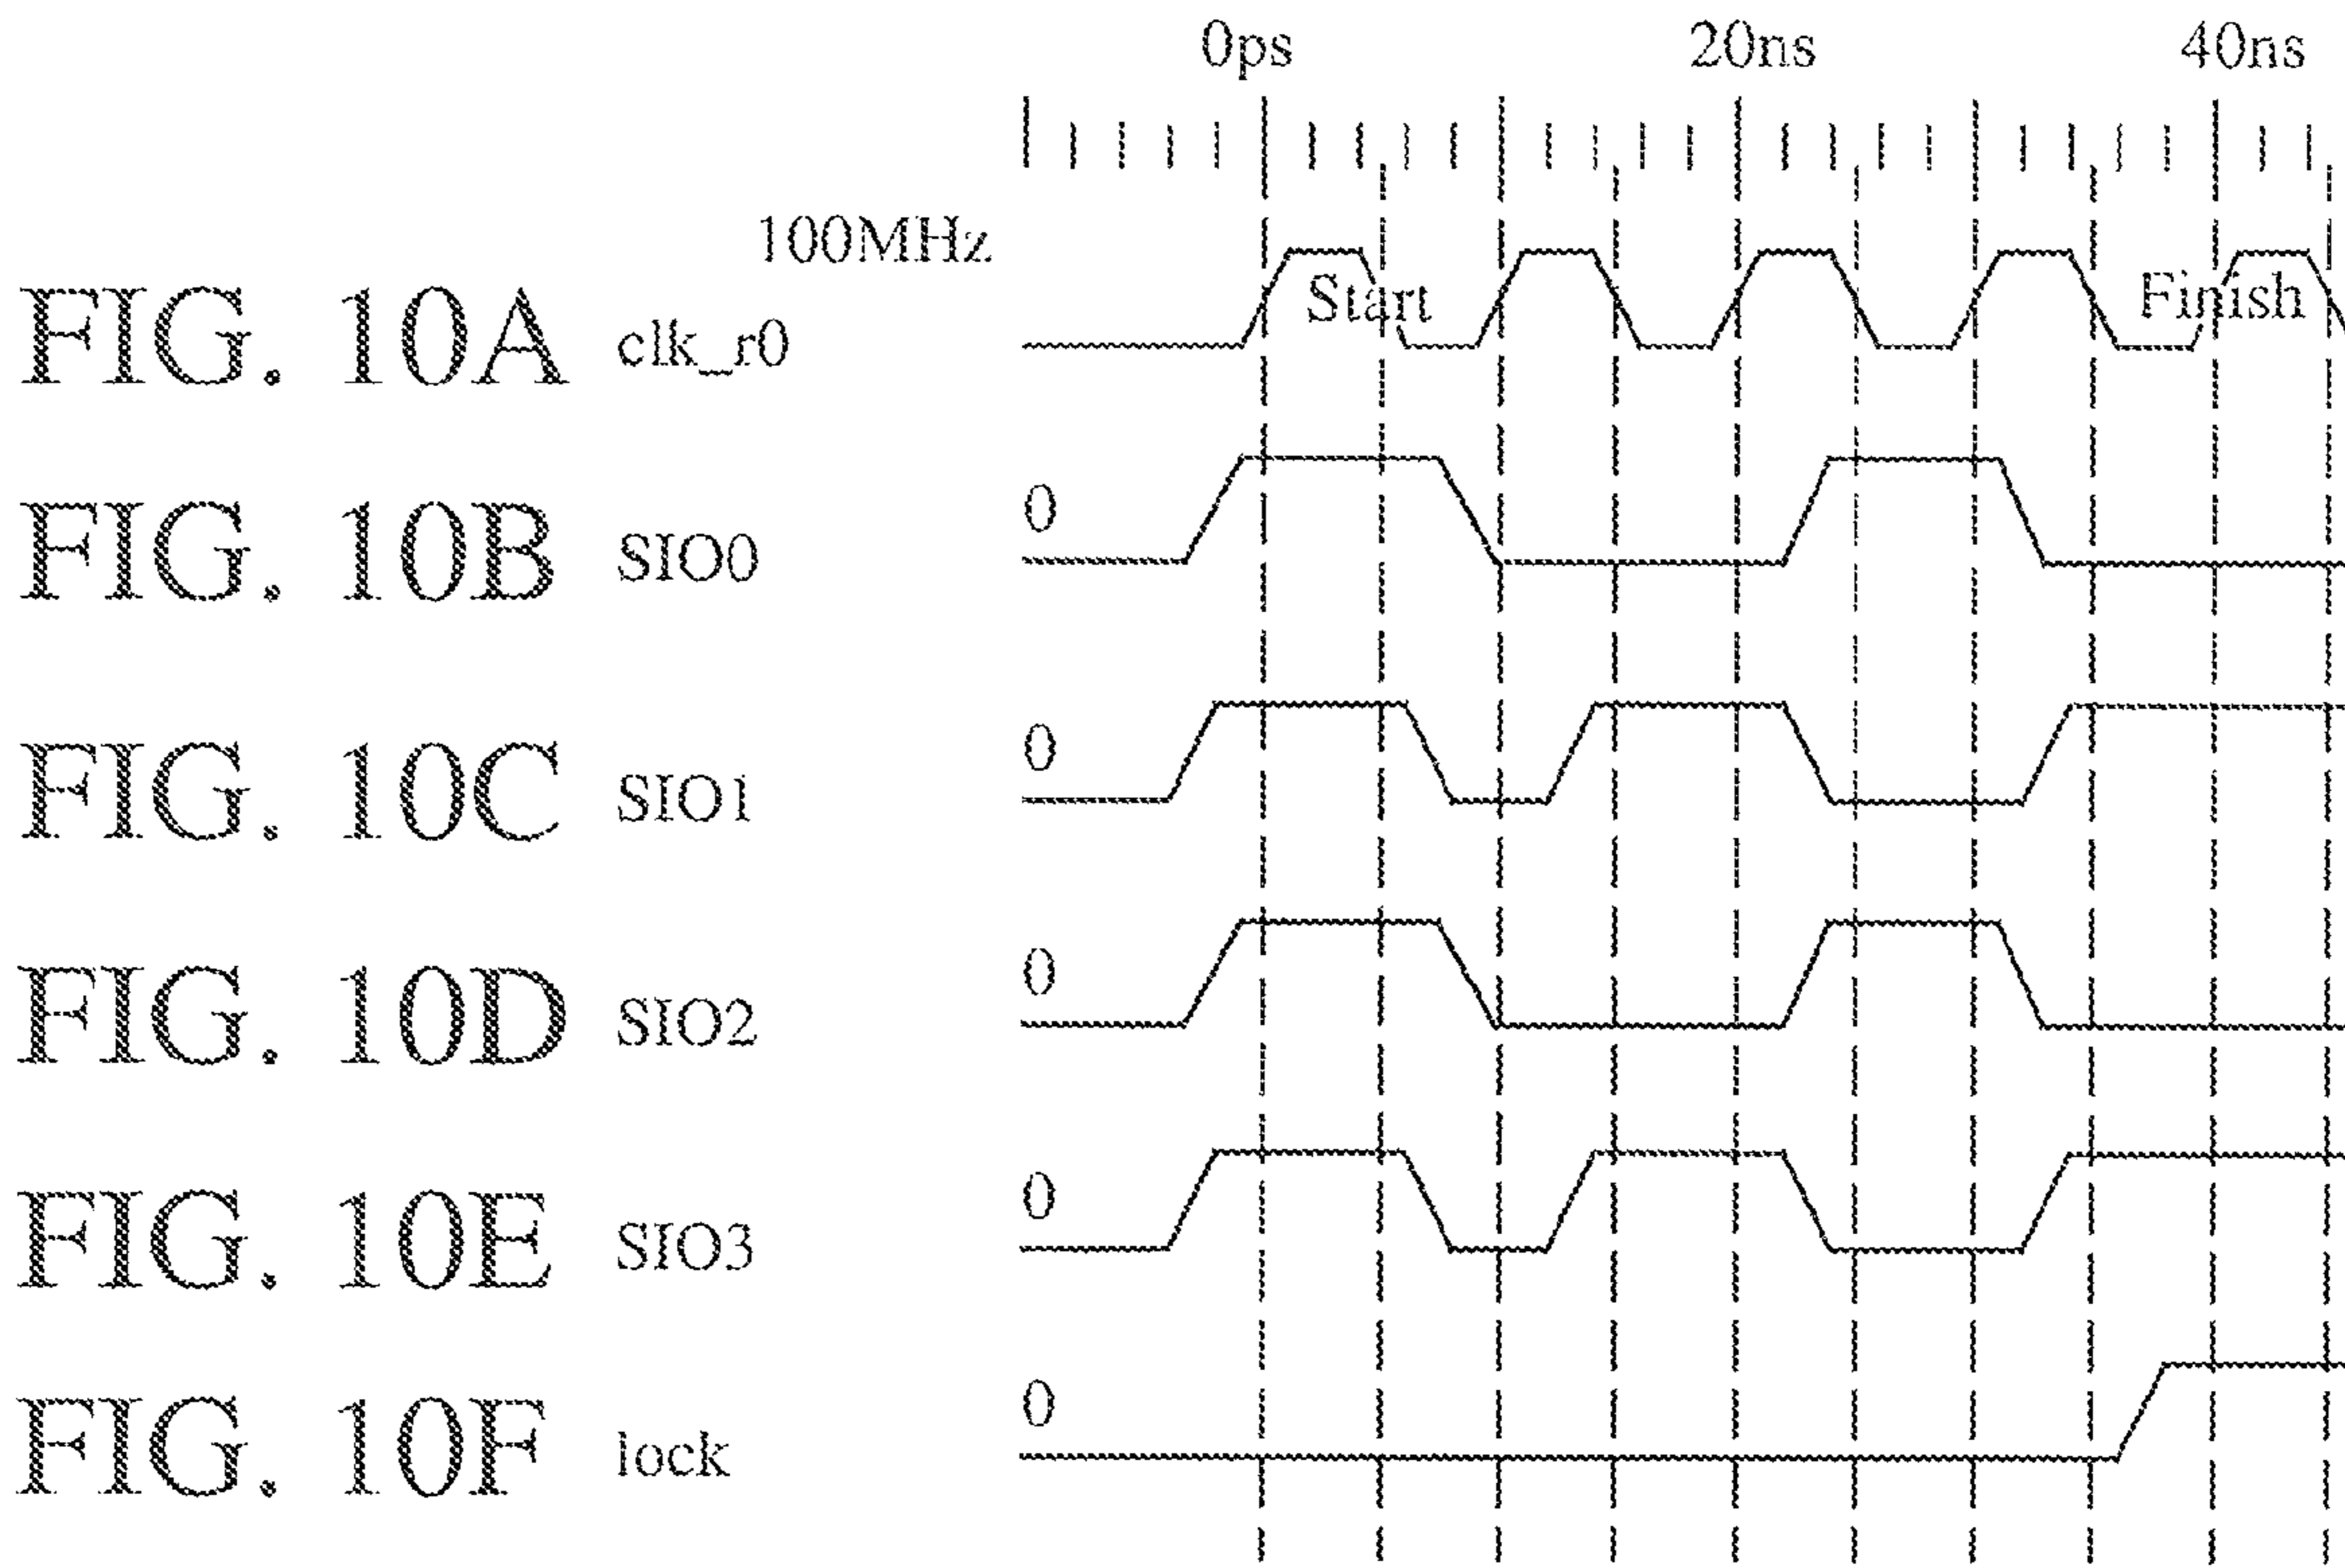 0ps 20ns 40ns
100MHz
FIG. 10A clk_r0 Start Finish
FIG. 10B SIO0 0
FIG. 10C SIO1 0
FIG. 10D SIO2 0
FIG. 10E SIO3 0
FIG. 10F lock 0